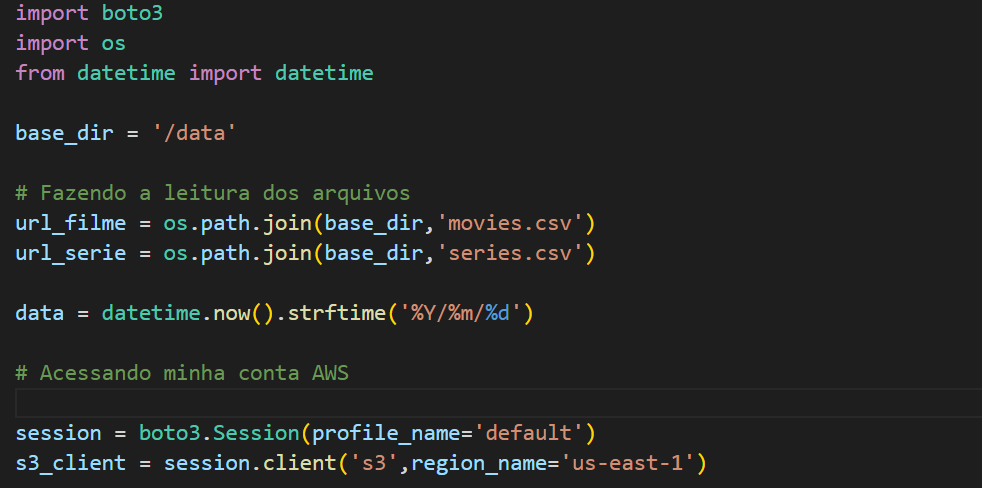 import boto3
import os
from datetime import datetime
base_dir = '/data'
# Fazendo a leitura dos arquivos
url_filme = os.path.join(base_dir,'movies.csv')
url_serie = os.path.join(base_dir,'series.csv')
data = datetime.now().strftime('%Y/%m/%d')
# Acessando minha conta AWS
session = boto3.Session(profile_name='default')
s3_client = session.client('s3',region_name='us-east-1')